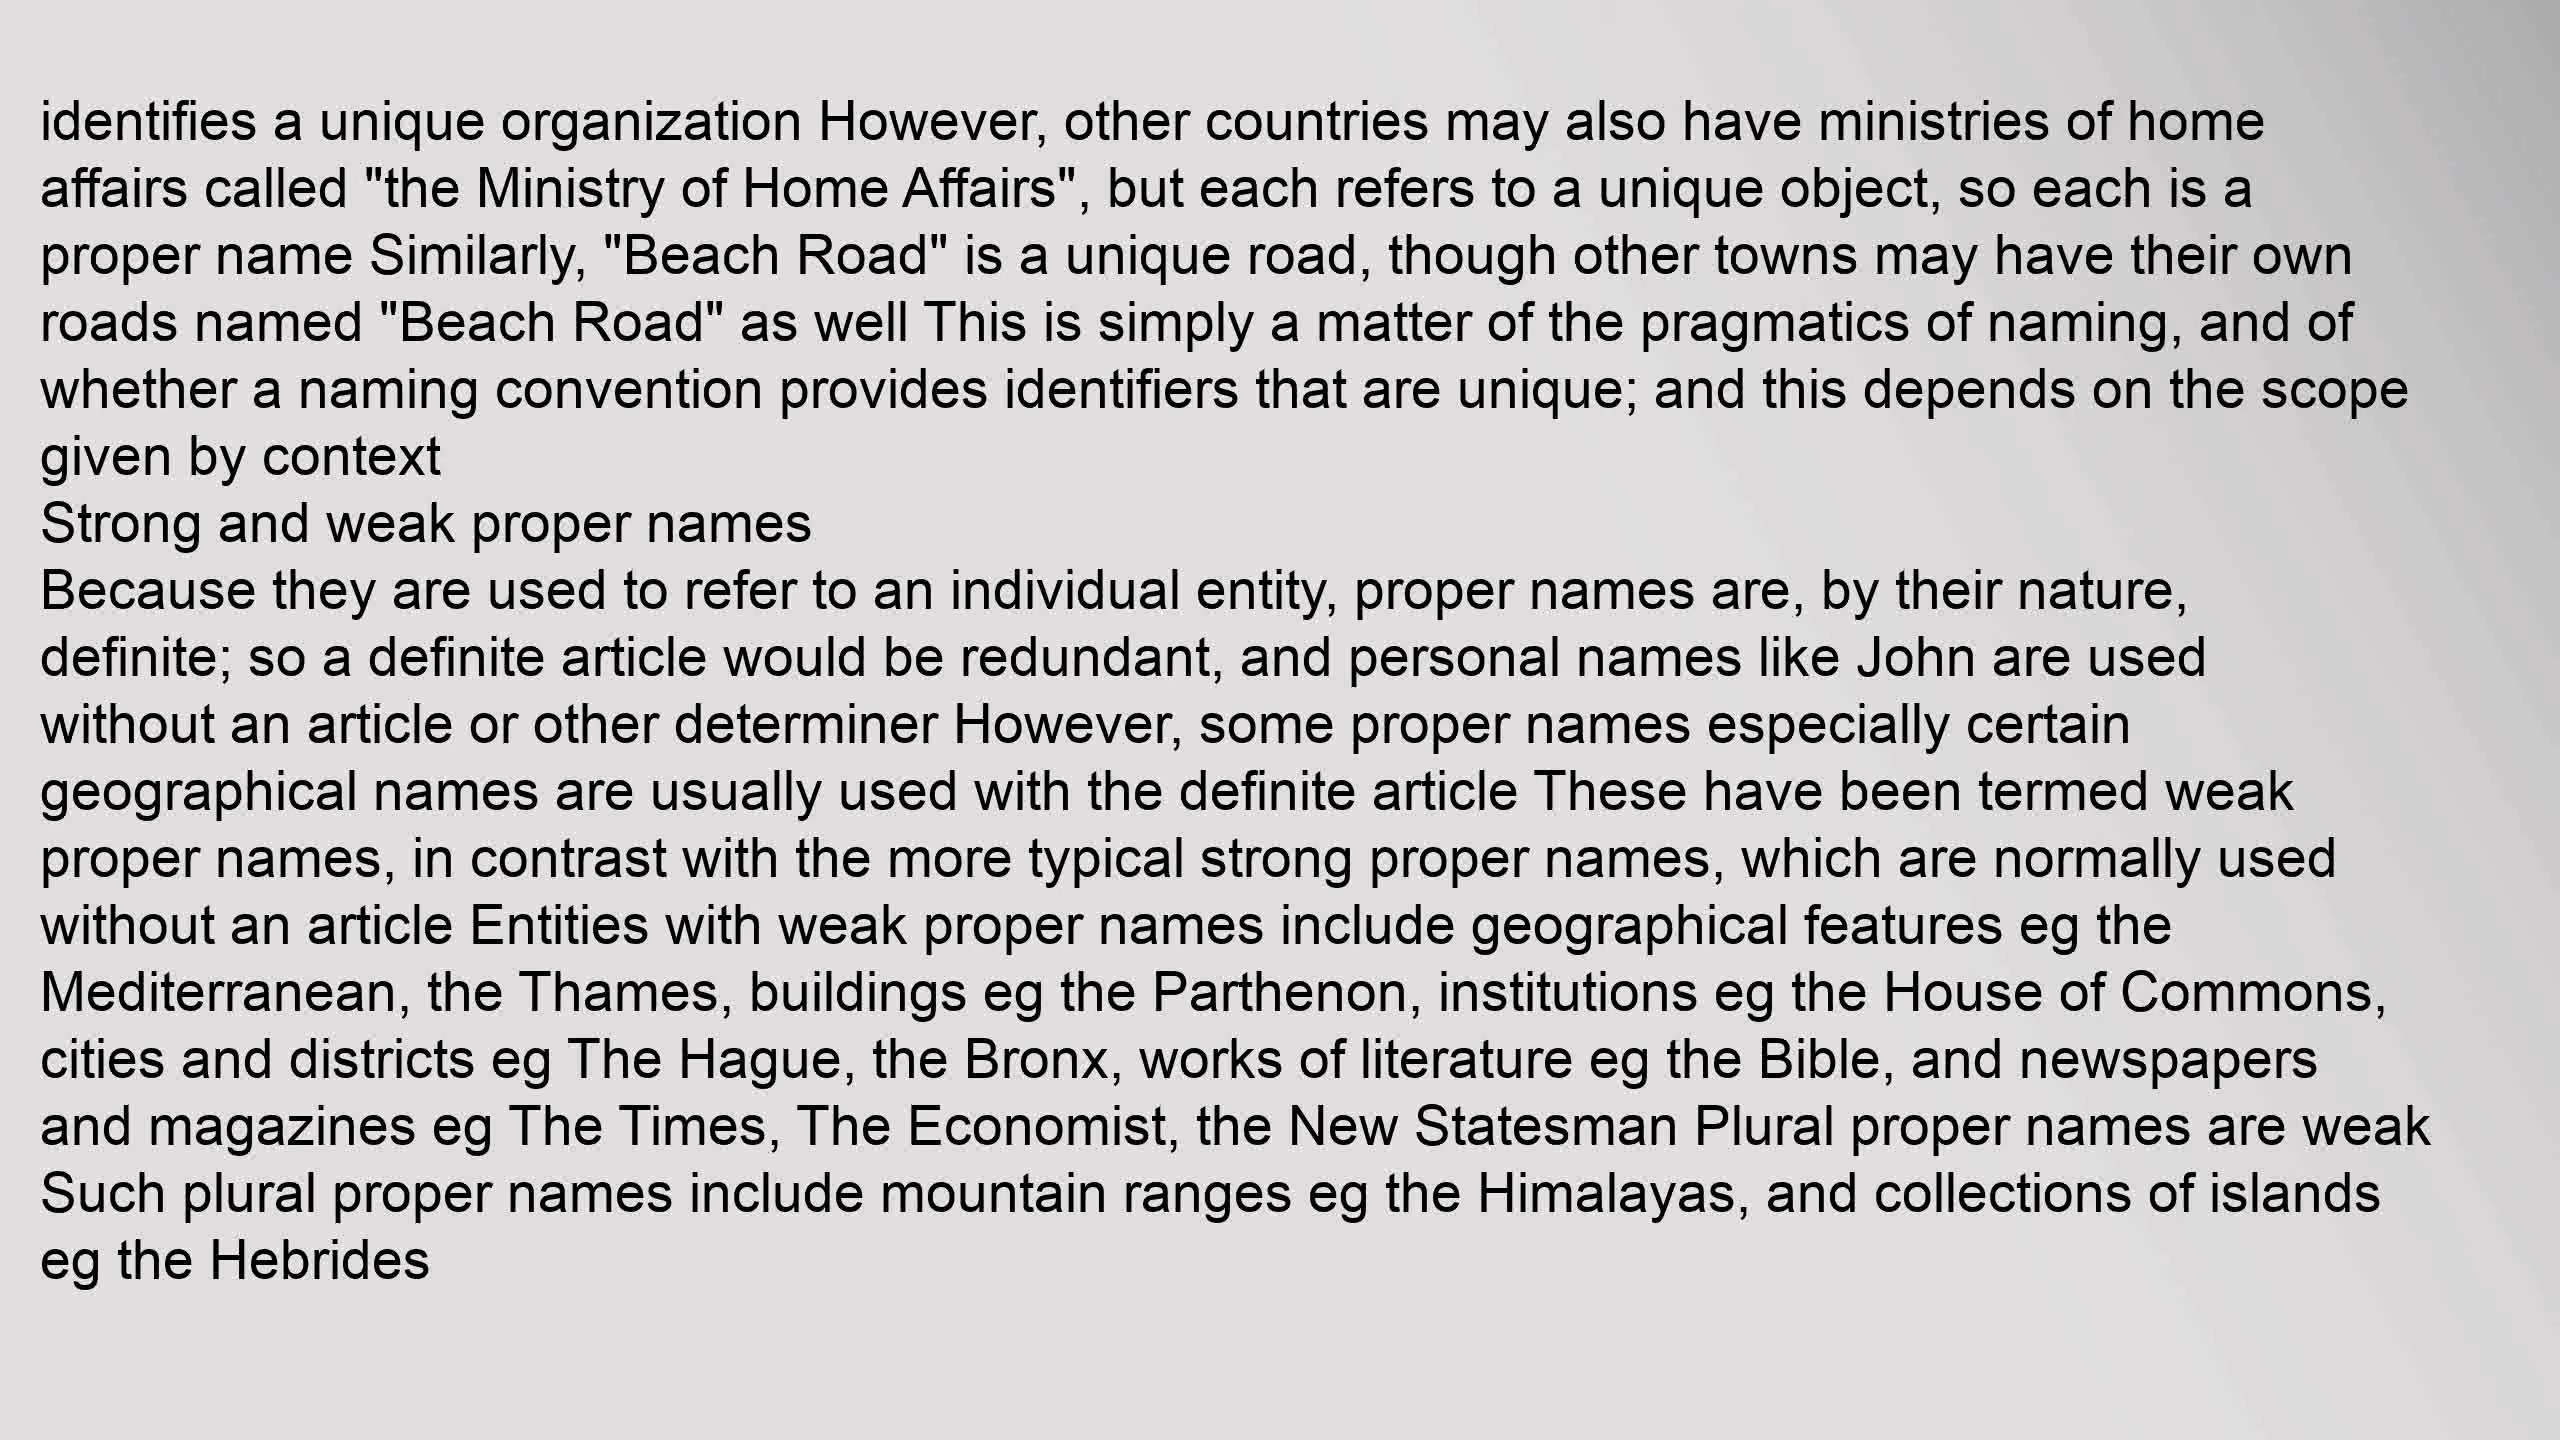 identifies a unique organization However, other countries may also have ministries of home
affairs called "the Ministry of Home Affairs", but each refers to a unique object, so each is a
proper name Similarly, "Beach Road" is a unique road, though other towns may have their own
roads named "Beach Road" as well This is simply a matter of the pragmatics of naming, and of
whether a naming convention provides identifiers that are unique; and this depends on the scope
given by context
Strong and weak proper names
Because they are used to refer to an individual entity, proper names are, by their nature,
definite; so a definite article would be redundant, and personal names like John are used
without an article or other determiner However, some proper names especially certain
geographical names are usually used with the definite article These have been termed weak
proper names, in contrast with the more typical strong proper names, which are normally used
without an article Entities with weak proper names include geographical features eg the
Mediterranean, the Thames, buildings eg the Parthenon, institutions eg the House of Commons,
cities and districts eg The Hague, the Bronx, works of literature eg the Bible, and newspapers
and magazines eg The Times, The Economist, the New Statesman Plural proper names are weak
Such plural proper names include mountain ranges eg the Himalayas, and collections of islands
eg the Hebrides